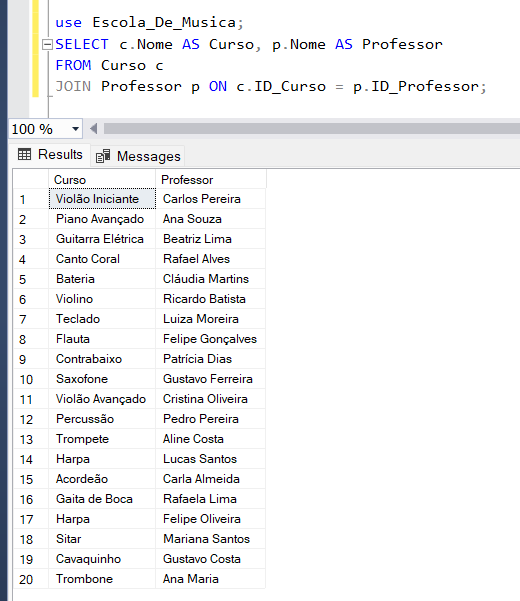 use Escola_De_Musica;
SELECT c.Nome AS Curso, p.Nome AS Professor
FROM Curso c
JOIN Professor p ON c.ID_Curso = p.ID_Professor;
100 %
Results Messages
Curso Professor
1 Violão Iniciante Carlos Pereira
2 Piano Avançado Ana Souza
3 Guitarra Elétrica Beatriz Lima
4 Canto Coral Rafael Alves
5 Bateria Cláudia Martins
6 Violino Ricardo Batista
7 Teclado Luiza Moreira
8 Flauta Felipe Gonçalves
9 Contrabaixo Patrícia Dias
10 Saxofone Gustavo Ferreira
11 Violão Avançado Cristina Oliveira
12 Percussão Pedro Pereira
13 Trompete Aline Costa
14 Harpa Lucas Santos
15 Acordeão Carla Almeida
16 Gaita de Boca Rafaela Lima
17 Harpa Felipe Oliveira
18 Sitar Mariana Santos
19 Cavaquinho Gustavo Costa
20 Trombone Ana Maria